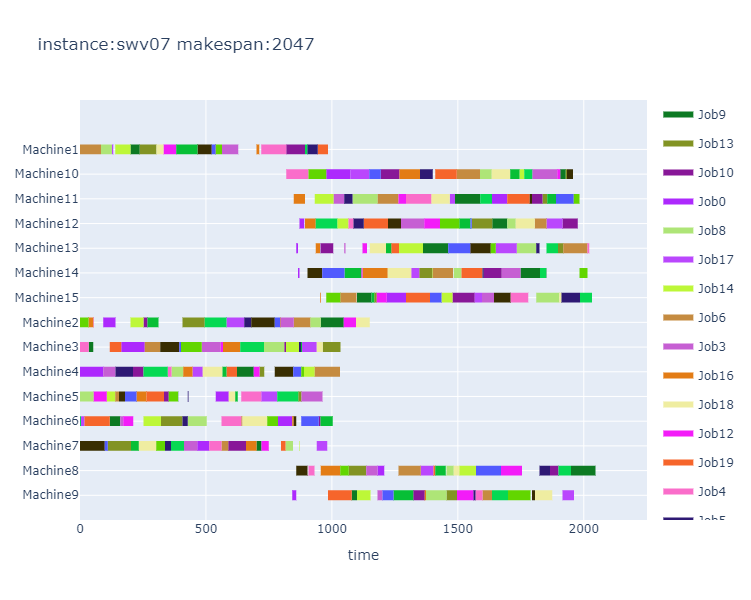 instance:swv07 makespan:2047
Machine1
Machine10
Machine11
Machine12
Machine13
Machine14
Machine15
Machine2
Machine3
Machine4
Machine5
Machine6
Machine7
Machine8
Machine9
0
500
1000
1500
2000
time
Job9
Job13
Job10
Job0
Job8
Job17
Job14
Job6
Job3
Job16
Job18
Job12
Job19
Job4
Job5